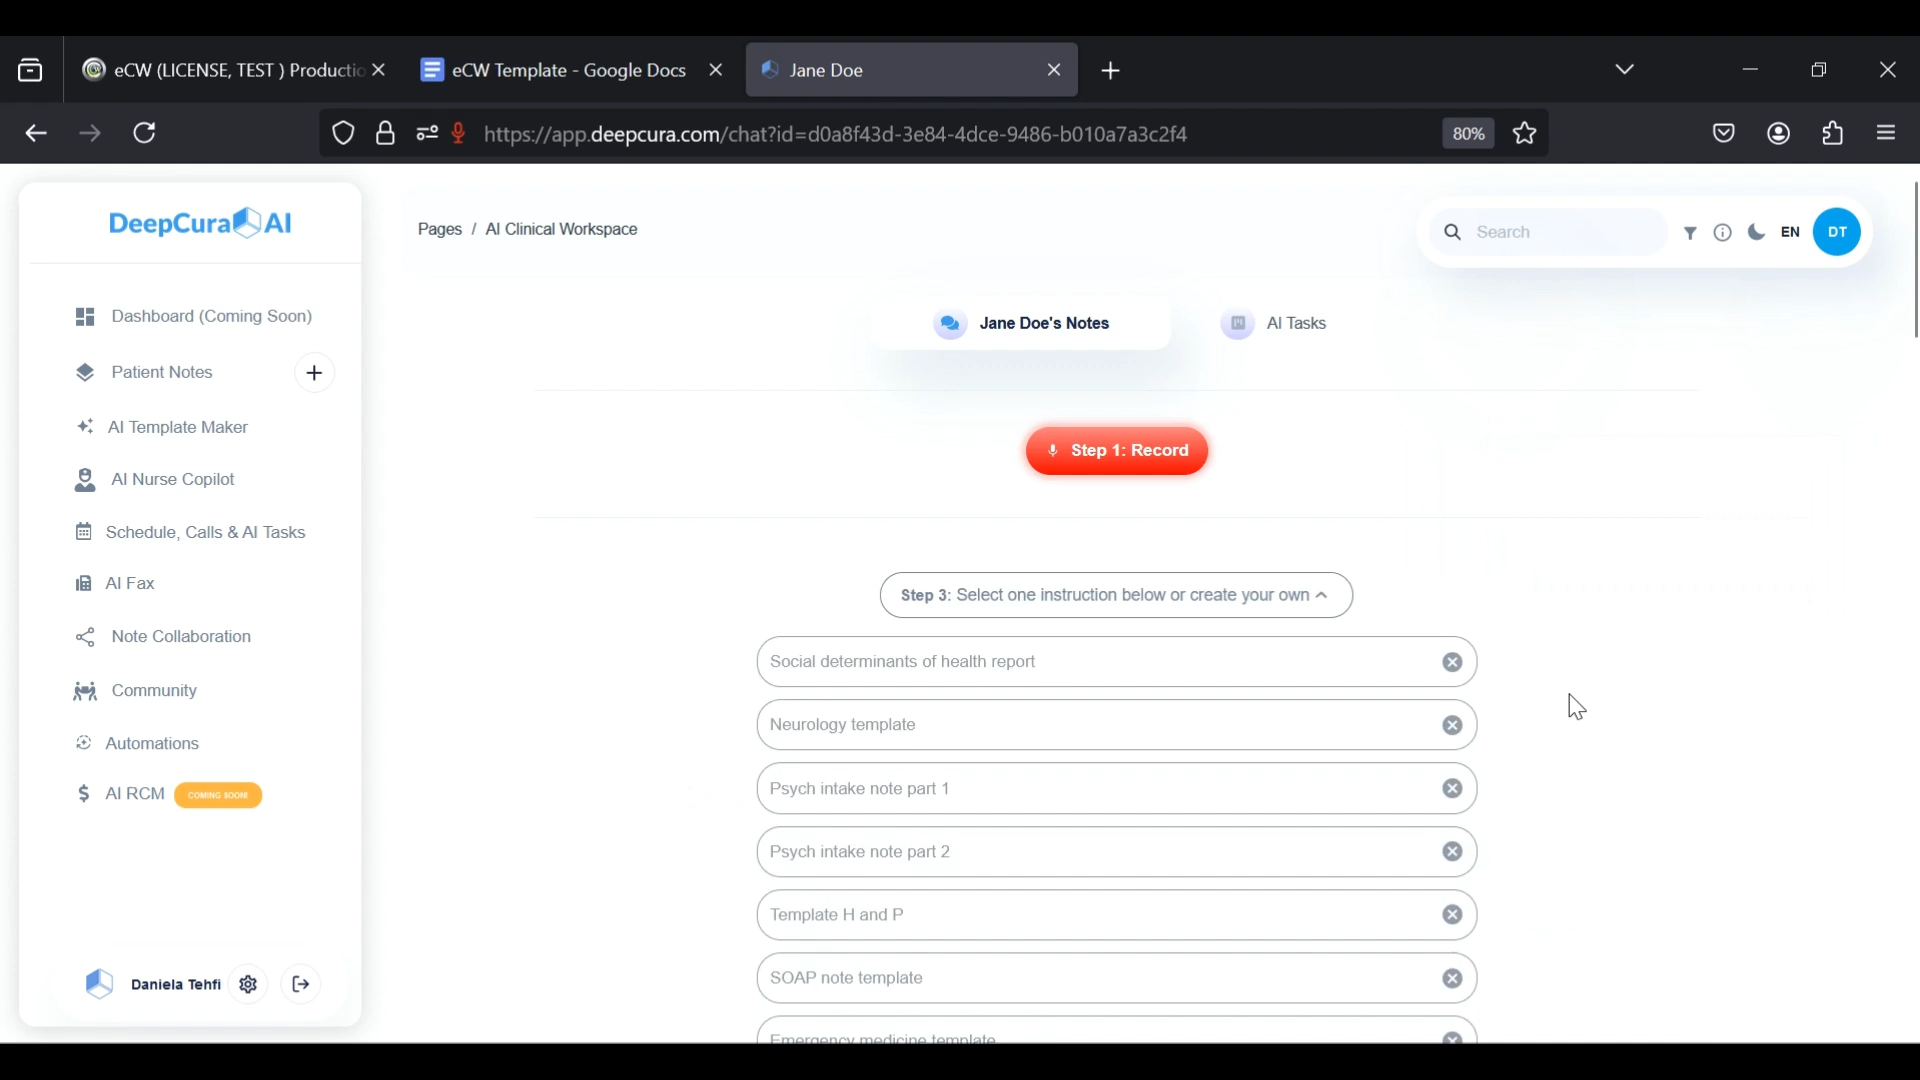 eCW (LICENSE, TEST ) Productio
eCW Template - Google Docs
Jane Doe
https://app.deepcura.com/chat?id=d0a8f43d-3e84-4dce-9486-b010a7a3c2f4
80%
DeepCura AI
Pages / AI Clinical Workspace
Search
EN
DT
Dashboard (Coming Soon)
Patient Notes
AI Template Maker
AI Nurse Copilot
Schedule, Calls & AI Tasks
AI Fax
Note Collaboration
Community
Automations
AI RCM COMING SOON!
Daniela Tehfi
Jane Doe's Notes
AI Tasks
Step 1: Record
Step 3: Select one instruction below or create your own
Social determinants of health report
Neurology template
Psych intake note part 1
Psych intake note part 2
Template H and P
SOAP note template
Emergency medicine template